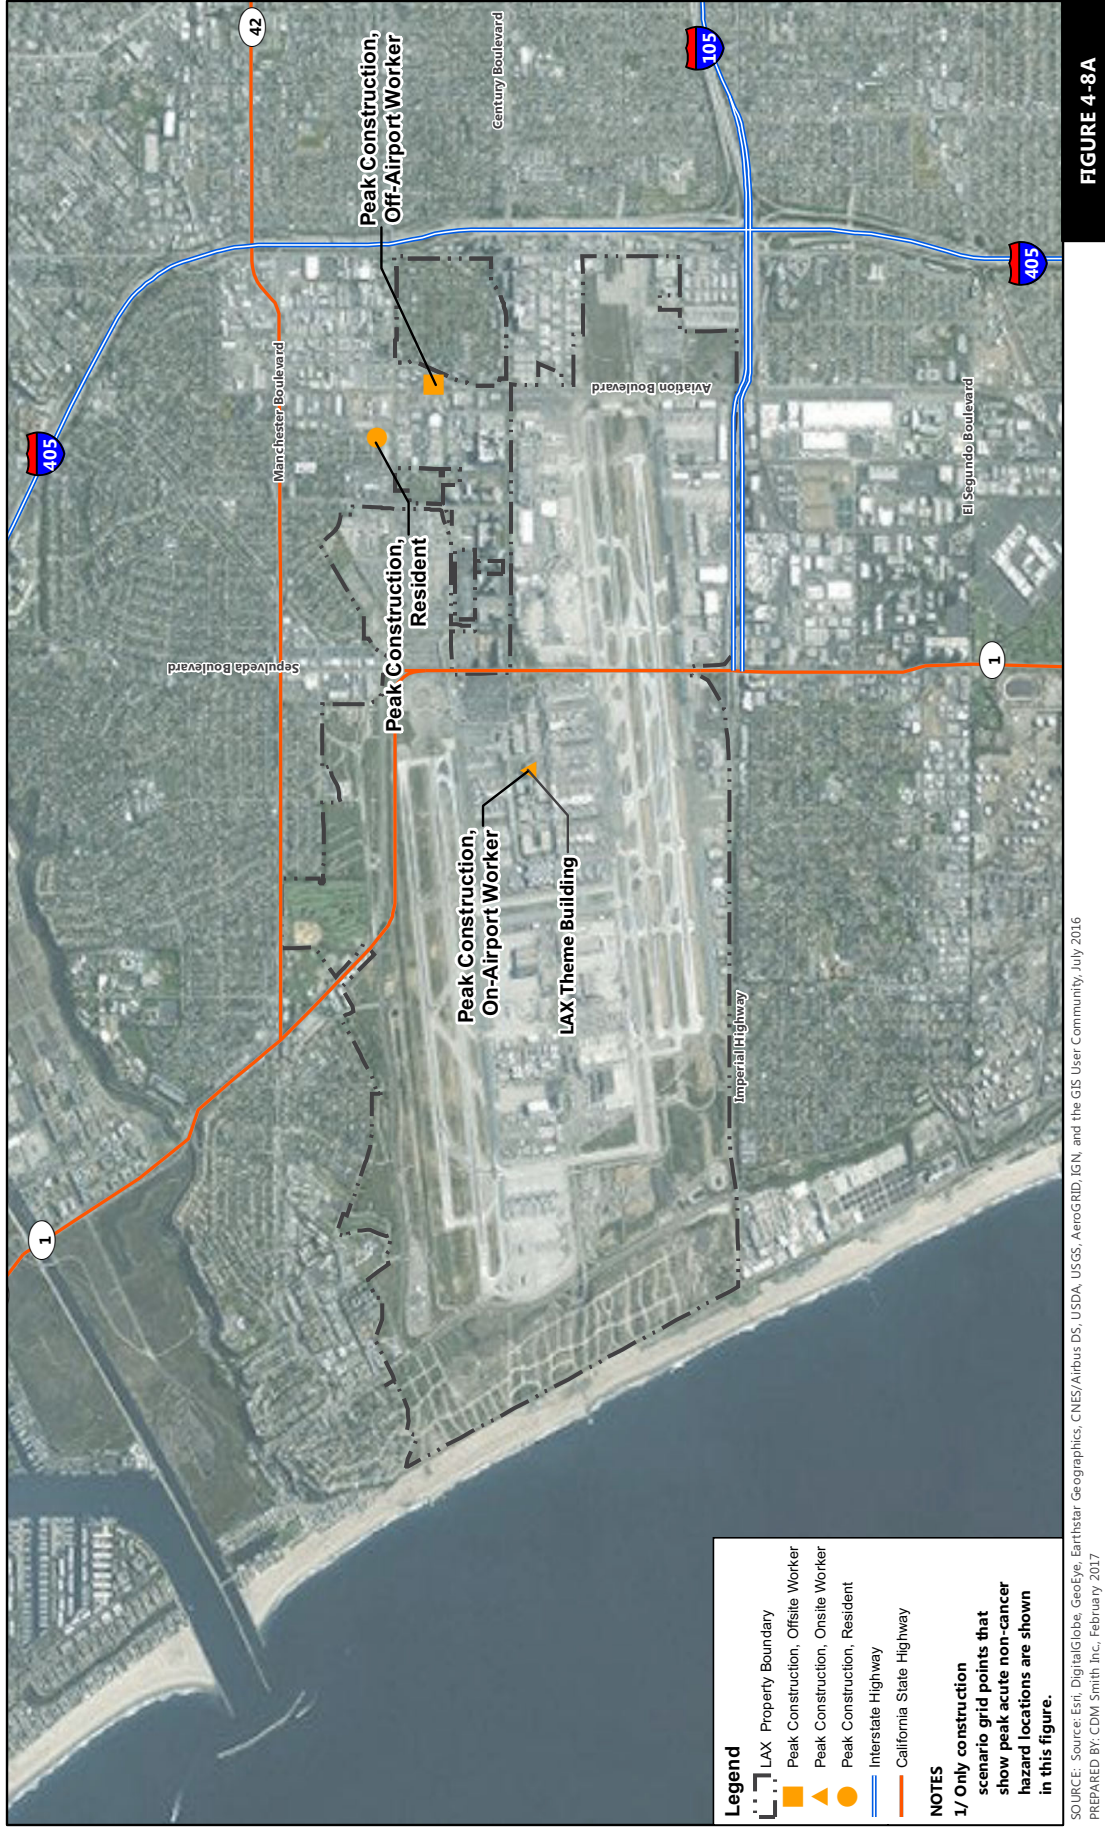 42
Peak Construction,
Off-Airport Worker
Century Boulevard
105
FIGURE 4-8A
405
Manchester Boulevard
405
Aviation Boulevard
El Segundo Boulevard
Peak Construction,
Resident
Sepulveda Boulevard
1
Peak Construction,
On-Airport Worker
LAX Theme Building
Imperial Highway
1
Legend
LAX Property Boundary
Peak Construction, Offsite Worker
Peak Construction, Onsite Worker
Peak Construction, Resident
Interstate Highway
California State Highway
NOTES
1/ Only construction
scenario grid points that
show peak acute non-cancer
hazard locations are shown
in this figure.
SOURCE: Source: Esri, DigitalGlobe, GeoEye, Earthstar Geographics, CNES/Airbus DS, USDA, USGS, AeroGRID, IGN, and the GIS User Community, July 2016
PREPARED BY: CDM Smith Inc., February 2017